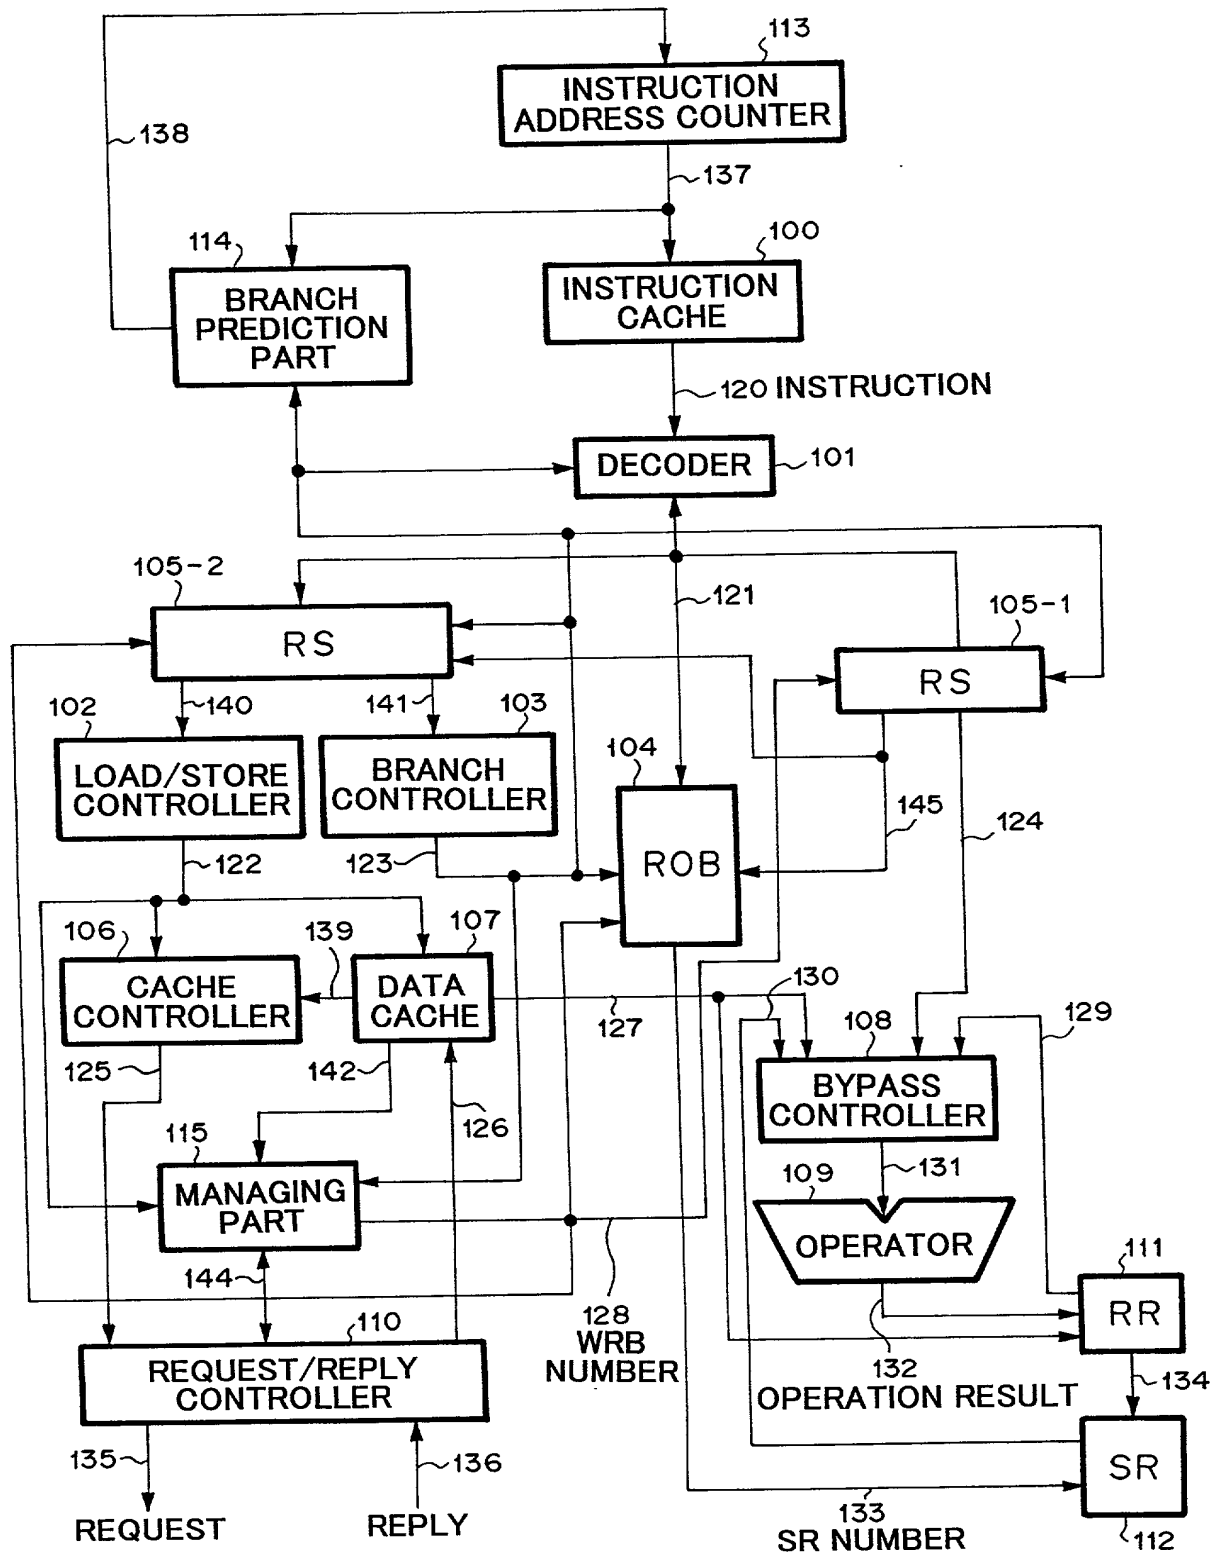 113
INSTRUCTION
ADDRESS COUNTER
138
137
114
100
BRANCH
PREDICTION
PART
INSTRUCTION
CACHE
120 INSTRUCTION
DECODER
101
105-2
121
105-1
RS
RS
102
140
141
103
104
LOAD/STORE
CONTROLLER
BRANCH
CONTROLLER
145
124
122
123
ROB
106
139
107
CACHE
CONTROLLER
DATA
CACHE
130
127
108
129
125
142
126
BYPASS
CONTROLLER
115
131
MANAGING
PART
109
OPERATOR
144
111
RR
110
128
WRB
NUMBER
REQUEST/REPLY
CONTROLLER
132
OPERATION RESULT
134
135
136
SR
REQUEST
REPLY
133
SR NUMBER
112